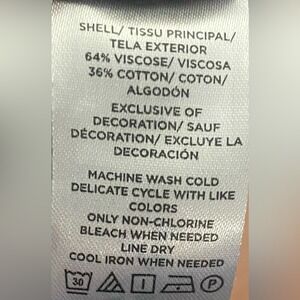 SHELL/ TISSU PRINCIPAL/
TELA EXTERIOR
64% VISCOSE/ VISCOSA
36% COTTON/ COTON/
ALGODÓN
EXCLUSIVE OF
DECORATION/ SAUF
DÉCORATION/ EXCLUYE LA
DECORACIÓN
MACHINE WASH COLD
DELICATE CYCLE WITH LIKE
COLORS
ONLY NON-CHLORINE
BLEACH WHEN NEEDED
LINE DRY
COOL IRON WHEN NEEDED
30 P